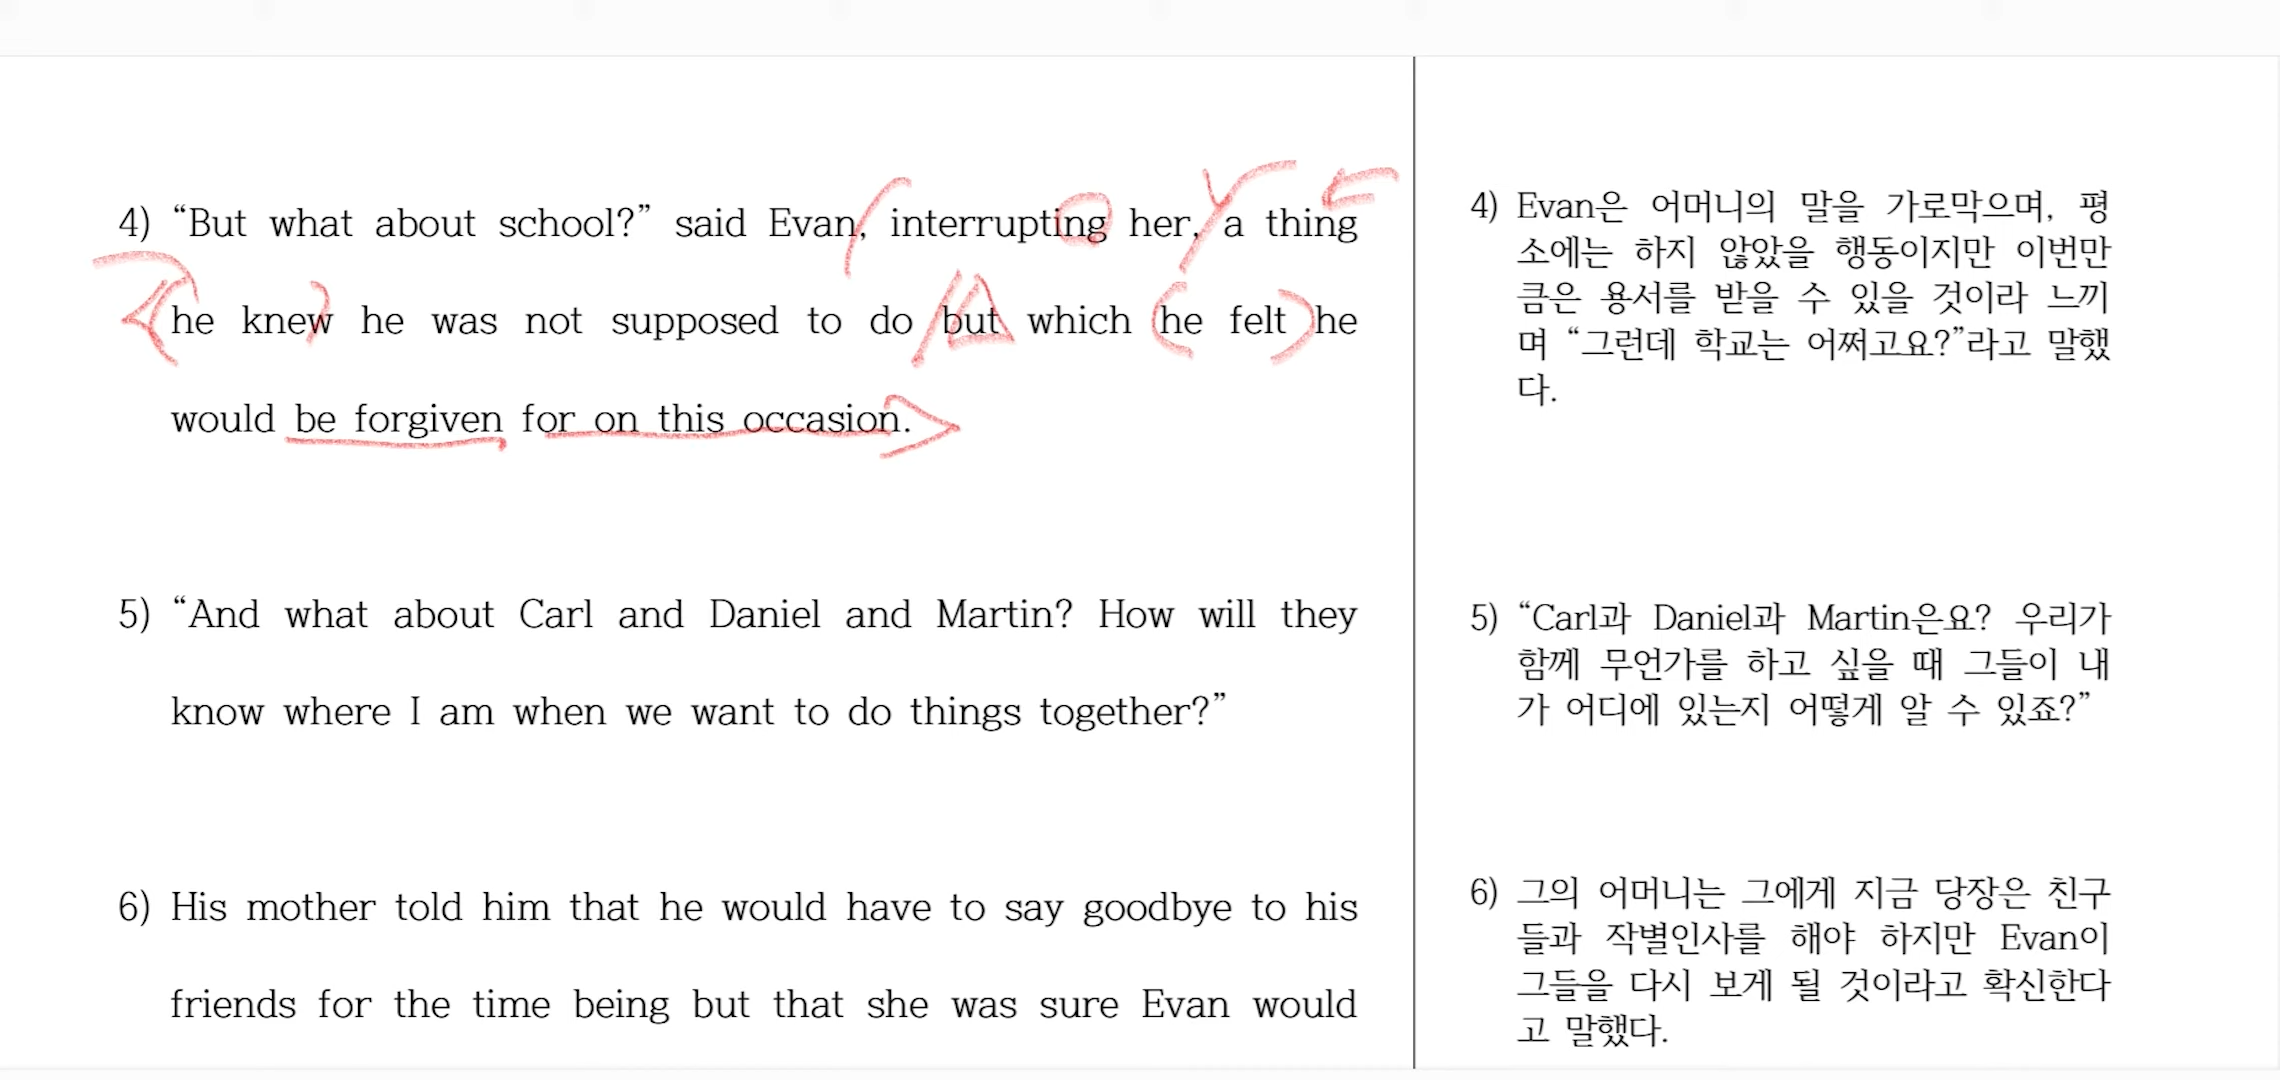 4) “But what about school?” said Evan, interrupting her, a thing
he knew he was not supposed to do but which he felt he
would be forgiven for on this occasion.
5) “And what about Carl and Daniel and Martin? How will they
know where I am when we want to do things together?”
6) His mother told him that he would have to say goodbye to his
friends for the time being but that she was sure Evan would
4) Evan은 어머니의 말을 가로막으며, 평
소에는 하지 않았을 행동이지만 이번만
큼은 용서를 받을 수 있을 것이라 느끼
며 “그런데 학교는 어쩌고요?”라고 말했
다.
5) “Carl과 Daniel과 Martin은요? 우리가
함께 무언가를 하고 싶을 때 그들이 내
가 어디에 있는지 어떻게 알 수 있죠?”
6) 그의 어머니는 그에게 지금 당장은 친구
들과 작별인사를 해야 하지만 Evan이
그들을 다시 보게 될 것이라고 확신한다
고 말했다.